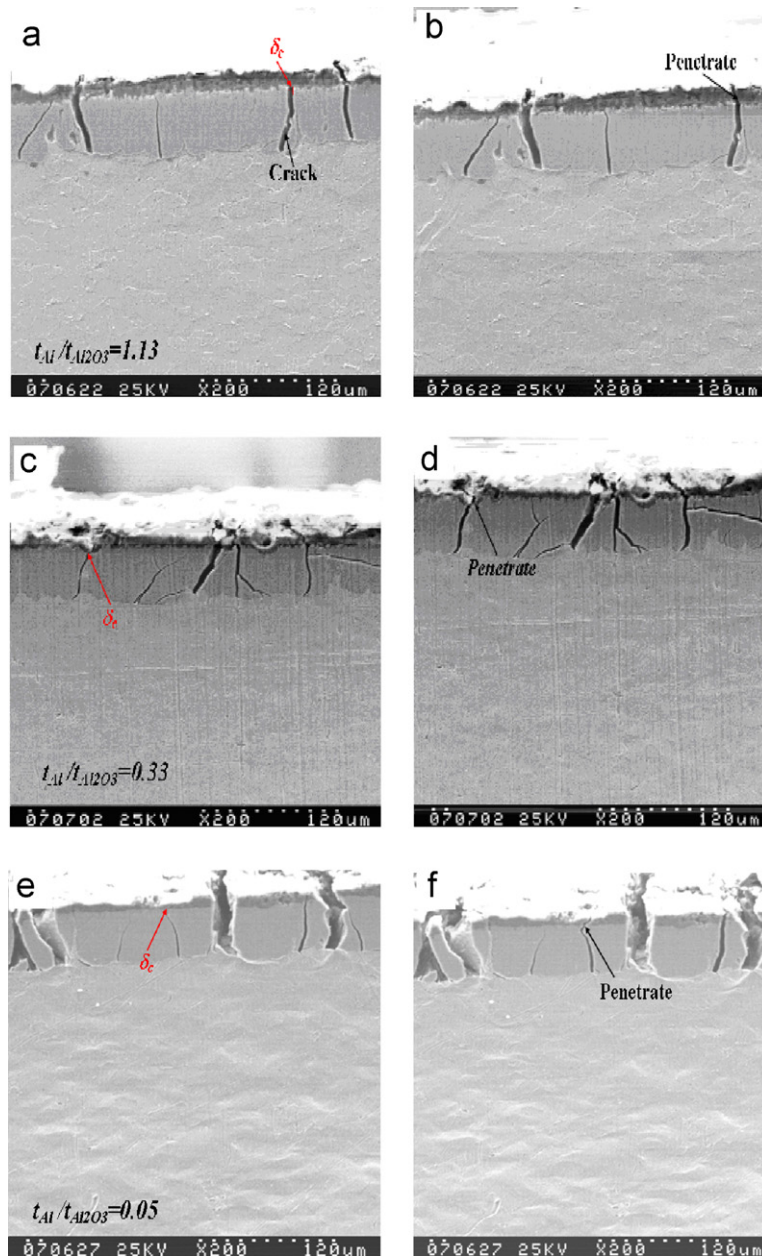 a
δc
Crack
tAl/tAl2O3=1.13
070622 25KV X200 120um
b
Penetrate
070622 25KV X200 120um
c
δc
tAl/tAl2O3=0.33
070702 25KV X200 120um
d
Penetrate
070702 25KV X200 120um
e
δc
tAl/tAl2O3=0.05
070627 25KV X200 120um
f
Penetrate
070627 25KV X200 120um